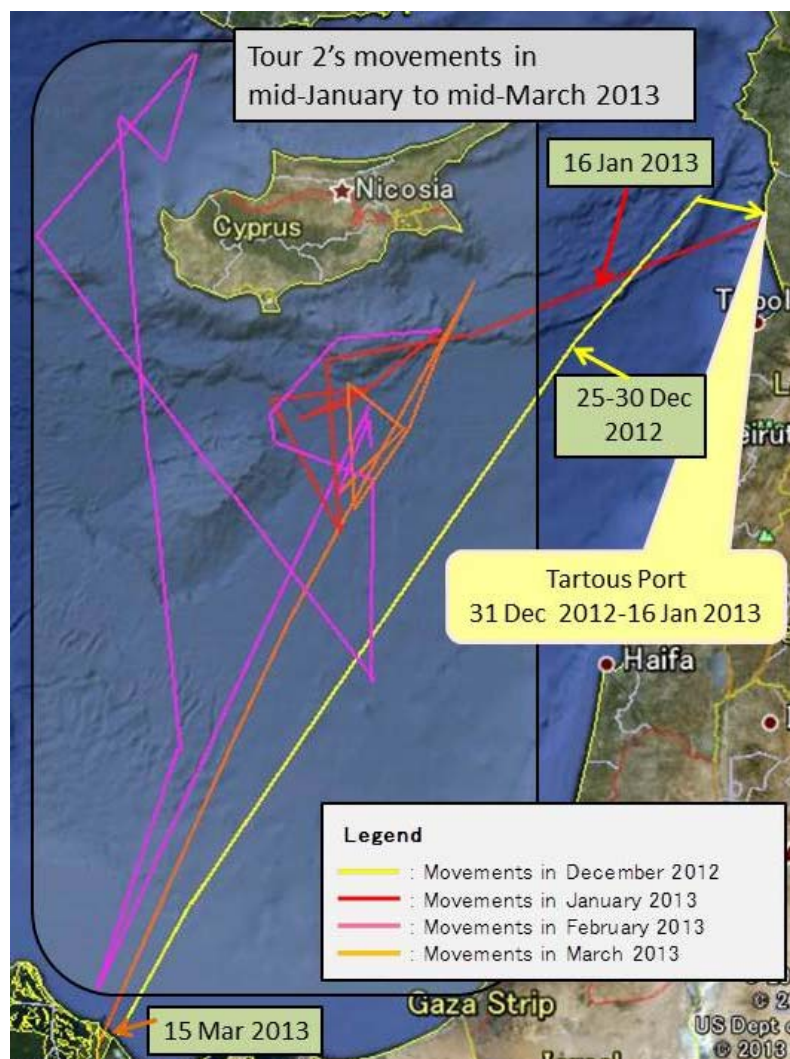 Tour 2's movements in
mid-January to mid-March 2013
16 Jan 2013
Nicosia
Cyprus
25-30 Dec
2012
Tartous Port
31 Dec 2012-16 Jan 2013
Haifa
Legend
: Movements in December 2012
: Movements in January 2013
: Movements in February 2013
: Movements in March 2013
Gaza Strip
15 Mar 2013
US Dept o
© 2013